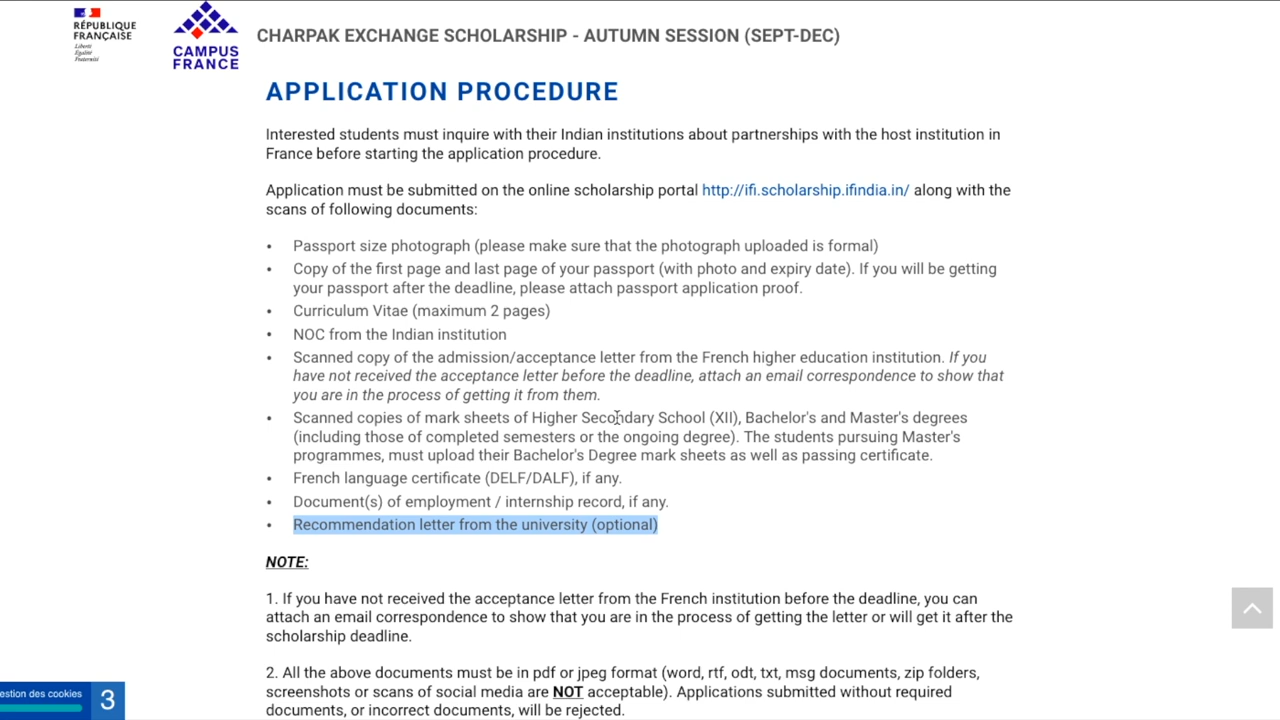 RÉPUBLIQUE
FRANÇAISE
Liberté
Égalité
Fraternité
CAMPUS
FRANCE
CHARPAK EXCHANGE SCHOLARSHIP - AUTUMN SESSION (SEPT-DEC)
APPLICATION PROCEDURE
Interested students must inquire with their Indian institutions about partnerships with the host institution in
France before starting the application procedure.
Application must be submitted on the online scholarship portal http://ifi.scholarship.ifindia.in/ along with the
scans of following documents:
• Passport size photograph (please make sure that the photograph uploaded is formal)
• Copy of the first page and last page of your passport (with photo and expiry date). If you will be getting
your passport after the deadline, please attach passport application proof.
• Curriculum Vitae (maximum 2 pages)
• NOC from the Indian institution
• Scanned copy of the admission/acceptance letter from the French higher education institution. If you
have not received the acceptance letter before the deadline, attach an email correspondence to show that
you are in the process of getting it from them.
• Scanned copies of mark sheets of Higher Secondary School (XII), Bachelor's and Master's degrees
(including those of completed semesters or the ongoing degree). The students pursuing Master's
programmes, must upload their Bachelor's Degree mark sheets as well as passing certificate.
• French language certificate (DELF/DALF), if any.
• Document(s) of employment / internship record, if any.
• Recommendation letter from the university (optional)
NOTE:
1. If you have not received the acceptance letter from the French institution before the deadline, you can
attach an email correspondence to show that you are in the process of getting the letter or will get it after the
scholarship deadline.
2. All the above documents must be in pdf or jpeg format (word, rtf, odt, txt, msg documents, zip folders,
screenshots or scans of social media are NOT acceptable). Applications submitted without required
documents, or incorrect documents, will be rejected.
estion des cookies
3